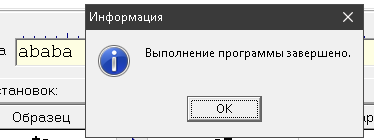 Информация
ababa
Выполнение программы завершено.
OK
становок:
Образец